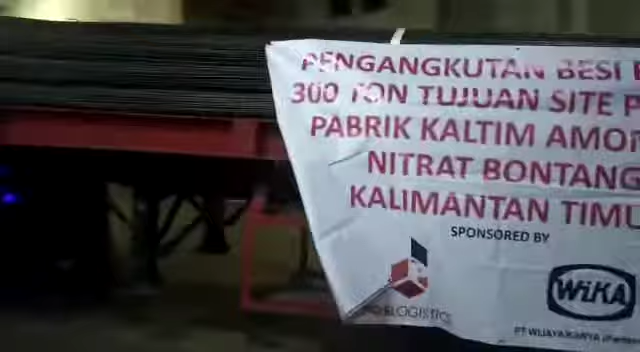 PENGANGKUTAN BESI
300 TON TUJUAN SITE
PABRIK KALTIM AMON
NITRAT BONTANG
KALIMANTAN TIMU
SPONSORED BY
LOGISTIC
WIKA
PT WIJAYA KARYA